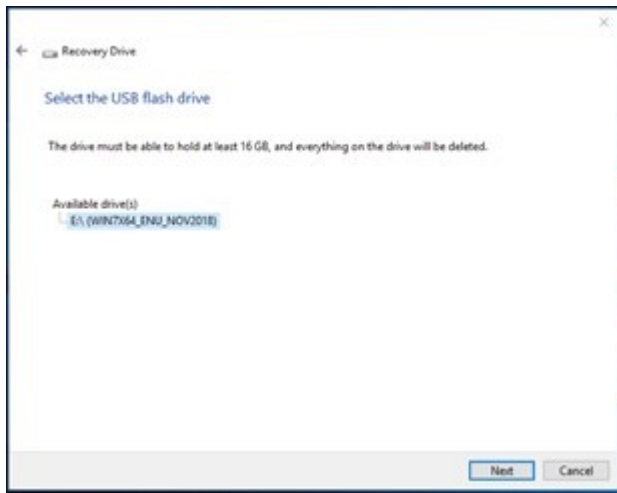 Recovery Drive
Select the USB flash drive
The drive must be able to hold at least 16 GB, and everything on the drive will be deleted.
Available drive(s)
E:\ (WIN7X64_ENU_NOV2018)
Next Cancel